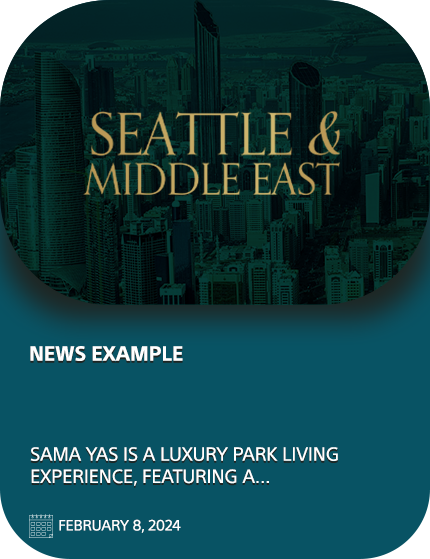 SEATTLE &
MIDDLE EAST
NEWS EXAMPLE
SAMA YAS IS A LUXURY PARK LIVING
EXPERIENCE, FEATURING A...
FEBRUARY 8, 2024